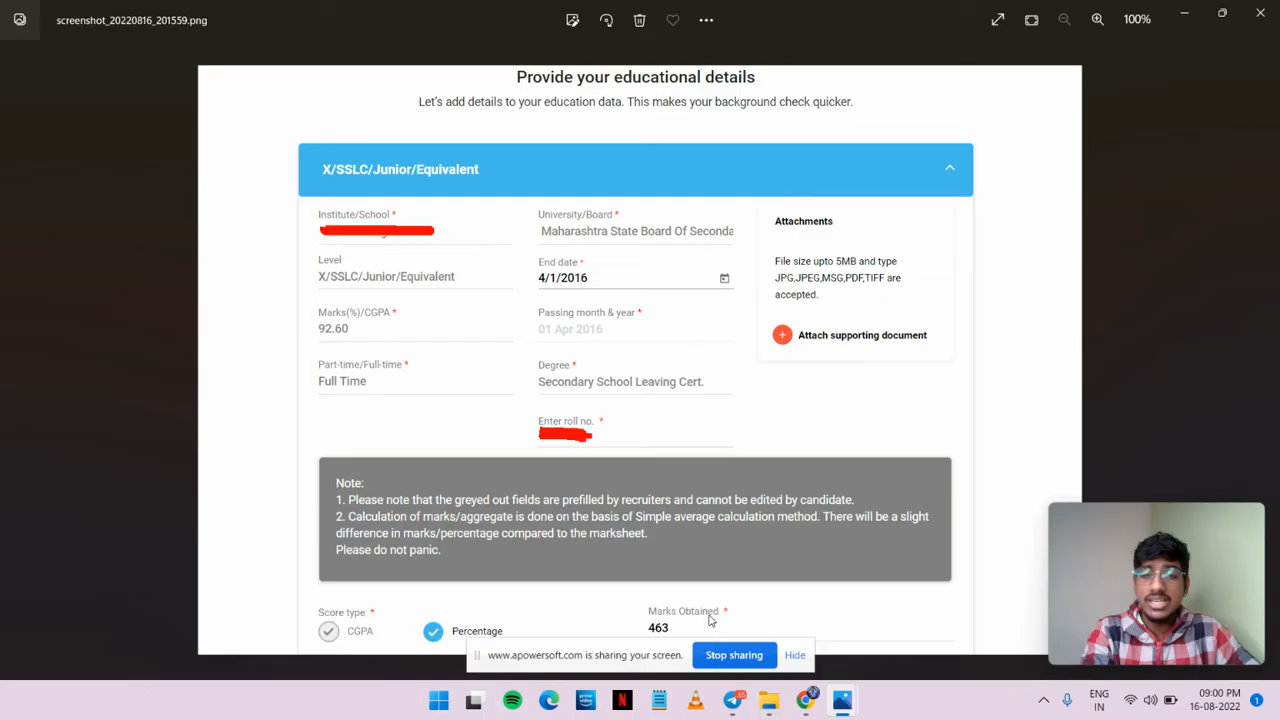 screenshot_20220816_201559.png
100%
Provide your educational details
Let's add details to your education data. This makes your background check quicker.
X/SSLC/Junior/Equivalent
Institute/School *
University/Board *
Maharashtra State Board Of Seconda
Level
X/SSLC/Junior/Equivalent
End date *
4/1/2016
Marks(%)/CGPA *
92.60
Passing month & year *
01 Apr 2016
Part-time/Full-time *
Full Time
Degree *
Secondary School Leaving Cert.
Enter roll no. *
Attachments
File size upto 5MB and type
JPG,JPEG,MSG,PDF,TIFF are
accepted.
+ Attach supporting document
Note:
1. Please note that the greyed out fields are prefilled by recruiters and cannot be edited by candidate.
2. Calculation of marks/aggregate is done on the basis of Simple average calculation method. There will be a slight
difference in marks/percentage compared to the marksheet.
Please do not panic.
Score type *
CGPA
Percentage
Marks Obtained *
463
www.apowersoft.com is sharing your screen.
Stop sharing
Hide
ENG
IN
09:00 PM
16-08-2022
1